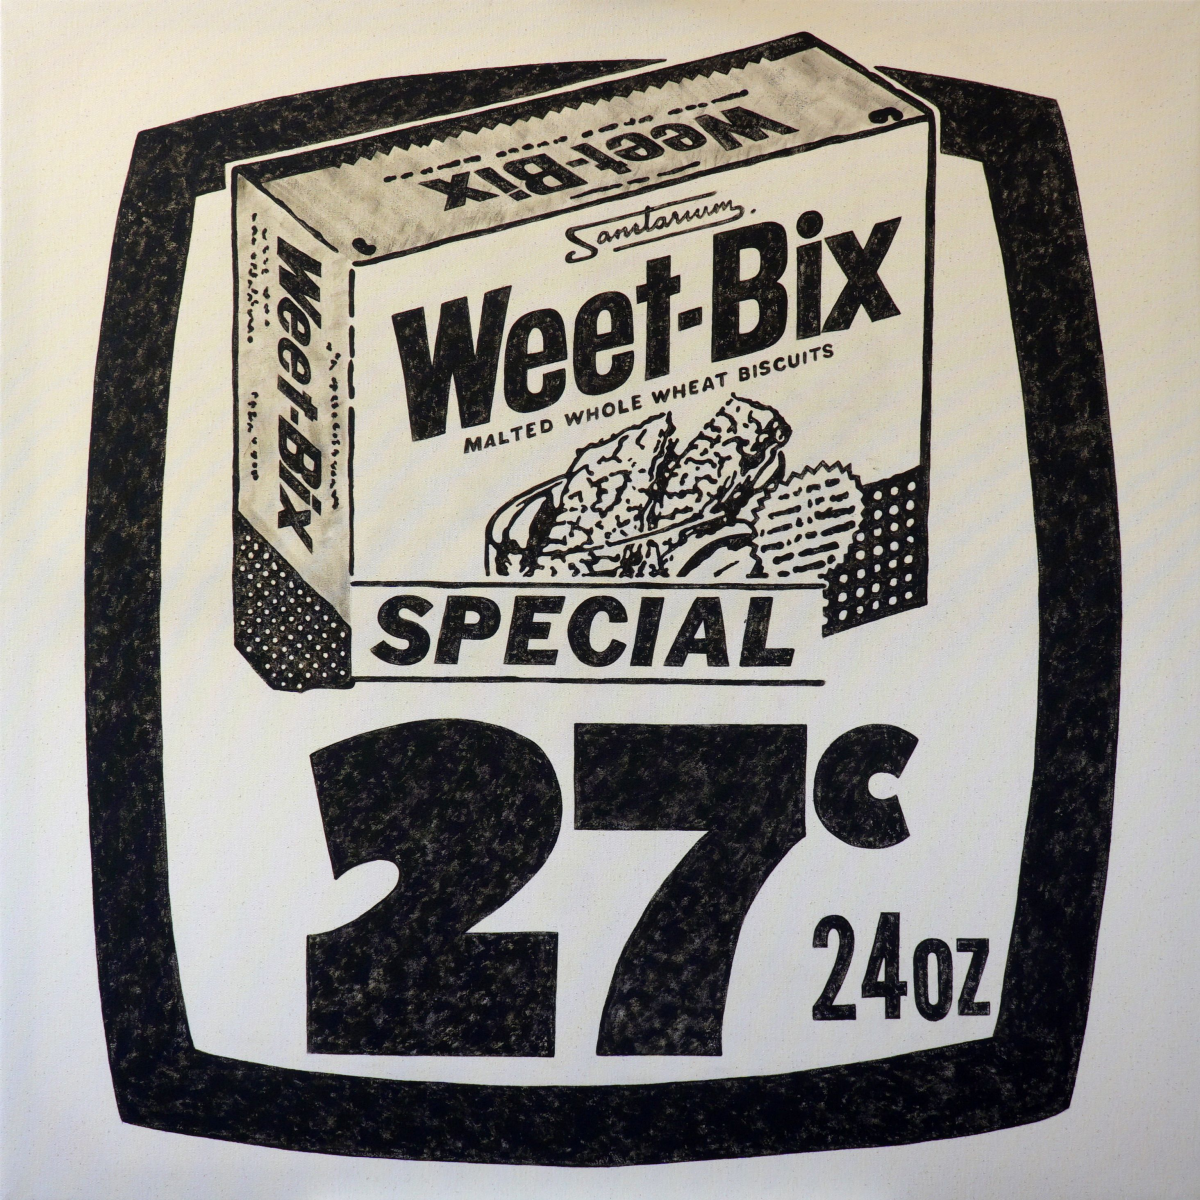 Weet-Bix
Sanitarium
Weet-Bix
MALTED WHOLE WHEAT BISCUITS
Weet-Bix
SPECIAL
27c
24oz